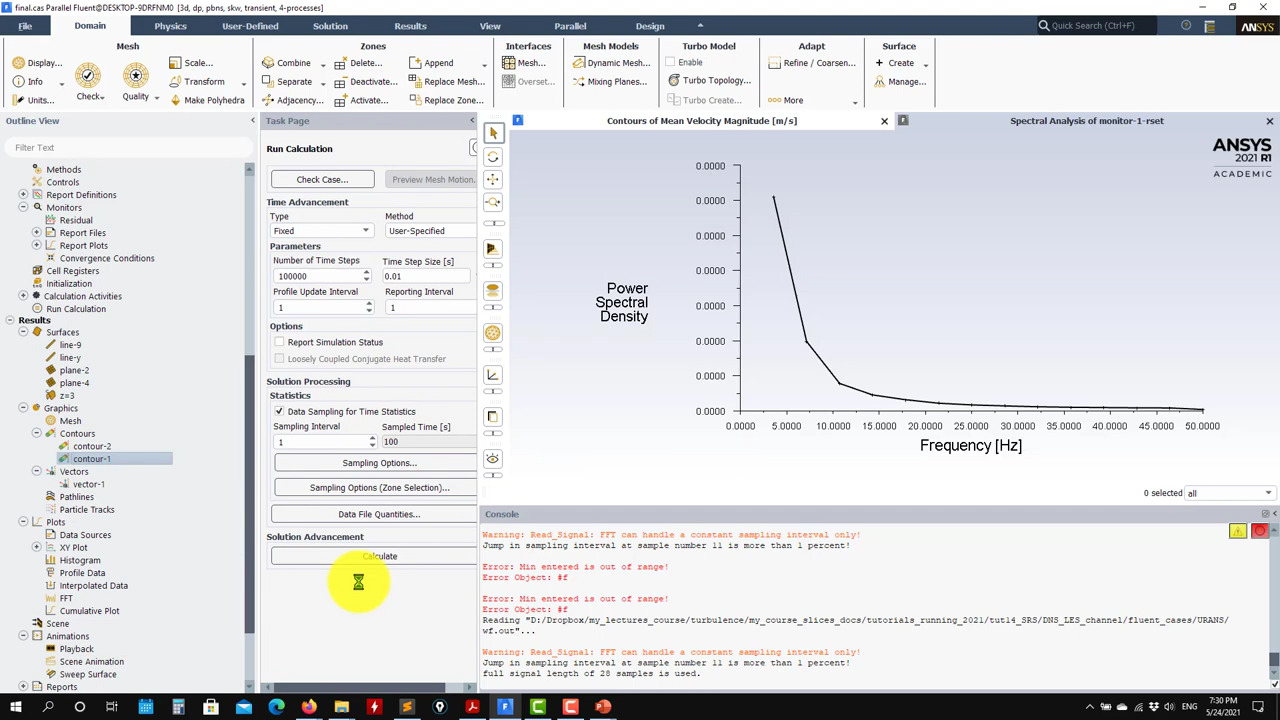 final.cas Parallel Fluent@DESKTOP-9DRFNM0 [3d, dp, pbns, skw, transient, 4-processes]
File Domain Physics User-Defined Solution Results View Parallel Design Quick Search (Ctrl+F) ANSYS
Mesh Zones Interfaces Mesh Models Turbo Model Adapt Surface
Display... Scale... Combine Delete... Append Mesh... Dynamic Mesh... Enable Refine / Coarsen... Create
Info Transform Separate Deactivate... Replace Mesh... Overset... Mixing Planes... Turbo Topology... Manage...
Units... Check Quality Make Polyhedra Adjacency... Activate... Replace Zone... Turbo Create... More
Outline View Task Page Contours of Mean Velocity Magnitude [m/s] Spectral Analysis of monitor-1-rset
Filter Text
Methods
Controls
Report Definitions
Monitors
Residual
Report Files
Report Plots
Convergence Conditions
Cell Registers
Initialization
Calculation Activities
Run Calculation
Results
Surfaces
line-9
line-y
plane-2
plane-4
z=3
Graphics
Mesh
Contours
contour-2
contour-1
Vectors
vector-1
Pathlines
Particle Tracks
Plots
Data Sources
XY Plot
Histogram
Profile Data
Interpolated Data
FFT
Cumulative Plot
Scene
Animations
Playback
Scene Animation
Sweep Surface
Reports
Run Calculation
Check Case... Preview Mesh Motion...
Time Advancement
Type Method
Fixed User-Specified
Parameters
Number of Time Steps Time Step Size [s]
100000 0.01
Profile Update Interval Reporting Interval
1 1
Options
Report Simulation Status
Loosely Coupled Conjugate Heat Transfer
Solution Processing
Statistics
Data Sampling for Time Statistics
Sampling Interval Sampled Time [s]
1 100
Sampling Options...
Sampling Options (Zone Selection)...
Data File Quantities...
Solution Advancement
Calculate
ANSYS
2021 R1
ACADEMIC
Power
Spectral
Density
0.0000
0.0000
0.0000
0.0000
0.0000
0.0000
0.0000
0.0000
0.0000 5.0000 10.0000 15.0000 20.0000 25.0000 30.0000 35.0000 40.0000 45.0000
Frequency [Hz]
0 selected all
Console
Warning: Read_Signal: FFT can handle a constant sampling interval only!
Jump in sampling interval at sample number 11 is more than 1 percent!
Error: Min entered is out of range!
Error Object: #f
Error: Min entered is out of range!
Error Object: #f
Reading "D:/Dropbox/my_lectures_course/turbulence/my_course_slices_docs/tutorials_running_2021/tut14_SRS/DNS_LES_channel/fluent_cases/URANS/
wf.out"...
Warning: Read_Signal: FFT can handle a constant sampling interval only!
Jump in sampling interval at sample number 11 is more than 1 percent!
full signal length of 28 samples is used.
ENG 7:30 PM
5/24/2021